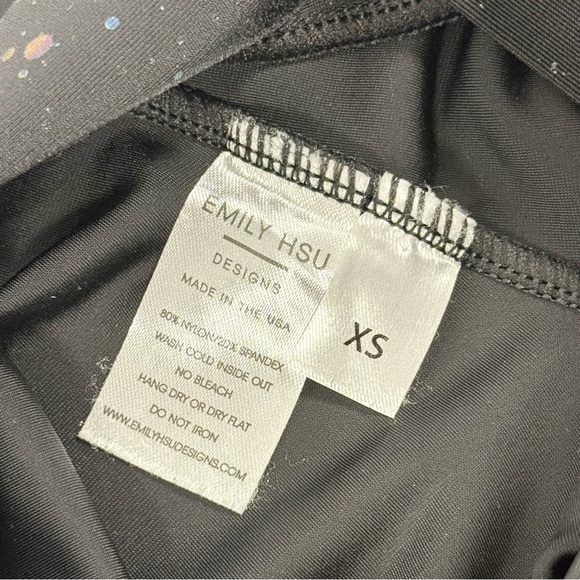 EMILY HSU
DESIGNS
MADE IN THE USA
80% NYLON/20% SPANDEX
WASH COLD INSIDE OUT
NO BLEACH
HANG DRY OR DRY FLAT
DO NOT IRON
WWW.EMILYHSUDESIGNS.COM
XS